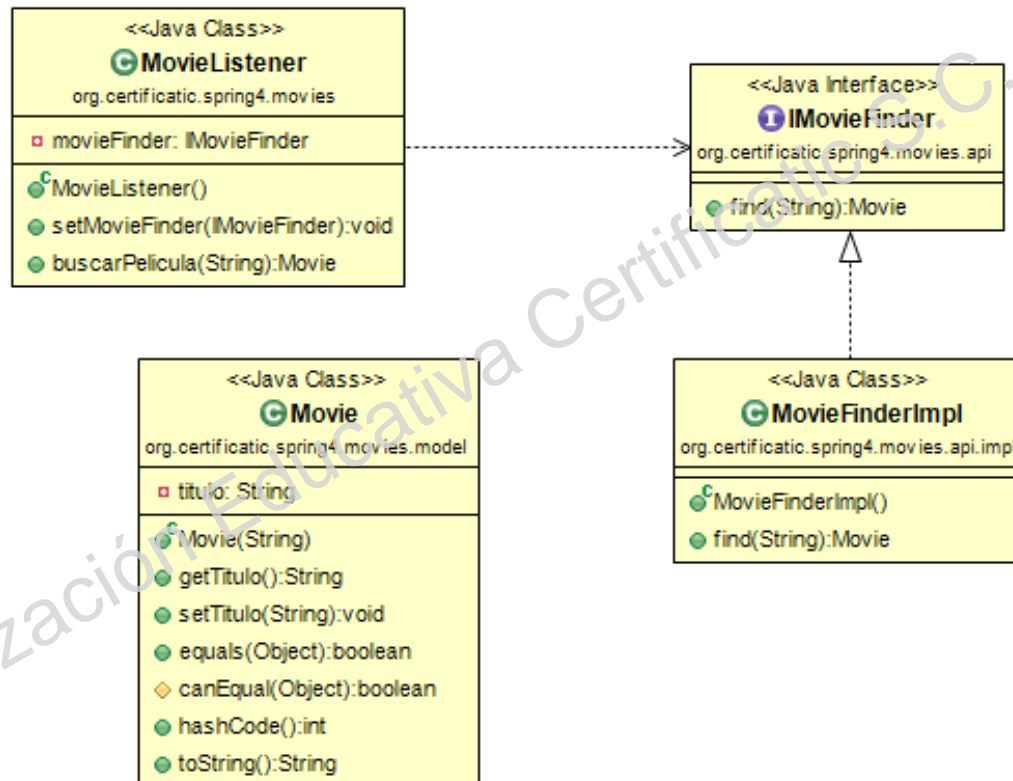 <<Java Class>>
MovieListener
org.certificatic.spring4.movies
movieFinder: IMovieFinder
MovieListener()
setMovieFinder(IMovieFinder):void
buscarPelicula(String):Movie
<<Java Interface>>
IMovieFinder
org.certificatic.spring4.movies.api
find(String):Movie
<<Java Class>>
Movie
org.certificatic.spring4.movies.model
titulo: String
Movie(String)
getTitulo():String
setTitulo(String):void
equals(Object):boolean
canEqual(Object):boolean
hashCode():int
toString():String
<<Java Class>>
MovieFinderImpl
org.certificatic.spring4.movies.api.impl
MovieFinderImpl()
find(String):Movie
zación Educativa Certificatic S.C.